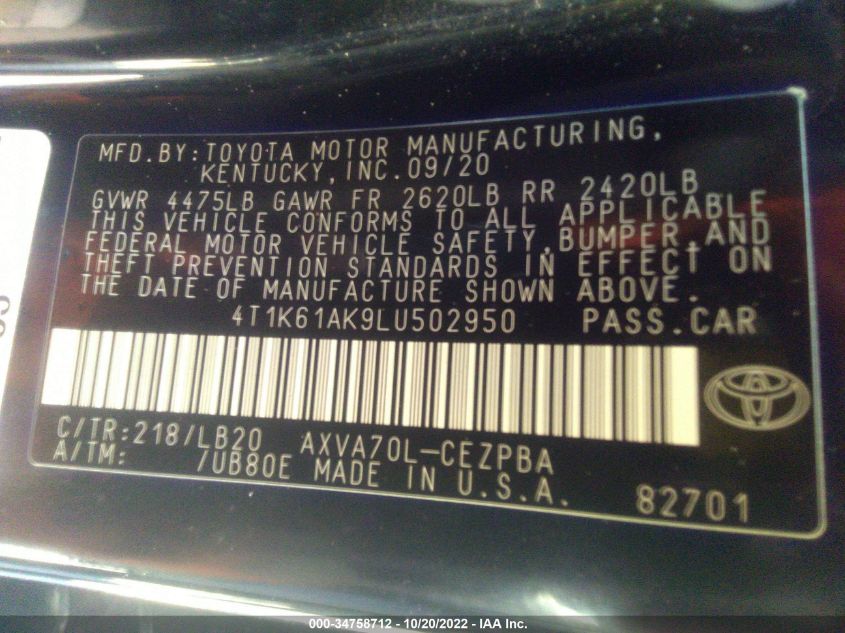 MFD.BY:TOYOTA MOTOR MANUFACTURING,
KENTUCKY,INC.09/20
GVWR 4475LB GAWR FR 2620LB RR 2420LB
THIS VEHICLE CONFORMS TO ALL APPLICABLE
FEDERAL MOTOR VEHICLE SAFETY,BUMPER,AND
THEFT PREVENTION STANDARDS IN EFFECT ON
THE DATE OF MANUFACTURE SHOWN ABOVE.
4T1K61AK9LU502950 PASS.CAR
C/TR:218/LB20 AXVA70L-CEZPBA
A/TM: /UB80E MADE IN U.S.A.
82701
000-34758712 - 10/20/2022 - IAA Inc.